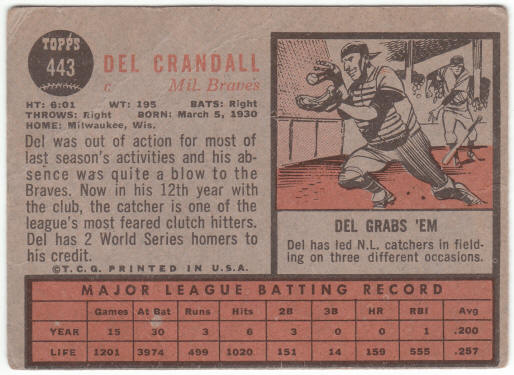 TOPPS
443
DEL CRANDALL
c Mil. Braves
HT: 6:01 WT: 195 BATS: Right
THROWS: Right BORN: March 5, 1930
HOME: Milwaukee, Wis.
Del was out of action for most of
last season's activities and his ab-
sence was quite a blow to the
Braves. Now in his 12th year with
the club, the catcher is one of the
league's most feared clutch hitters.
Del has 2 World Series homers to
his credit.
©T.C.G. PRINTED IN U.S.A.
DEL GRABS 'EM
Del has led N.L. catchers in field-
ing on three different occasions.
MAJOR LEAGUE BATTING RECORD
Games At Bat Runs Hits 2B 3B HR RBI Avg
YEAR 15 30 3 6 3 0 0 1 .200
LIFE 1201 3974 499 1020 151 14 159 555 .257